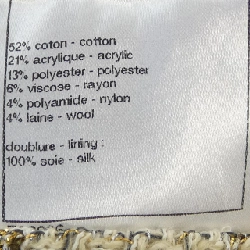 52% coton - cotton
21% acrylique - acrylic
13% polyester - polyester
6% viscose - rayon
4% polyamide - nylon
4% laine - wool
doublure - lining :
100% soie - silk